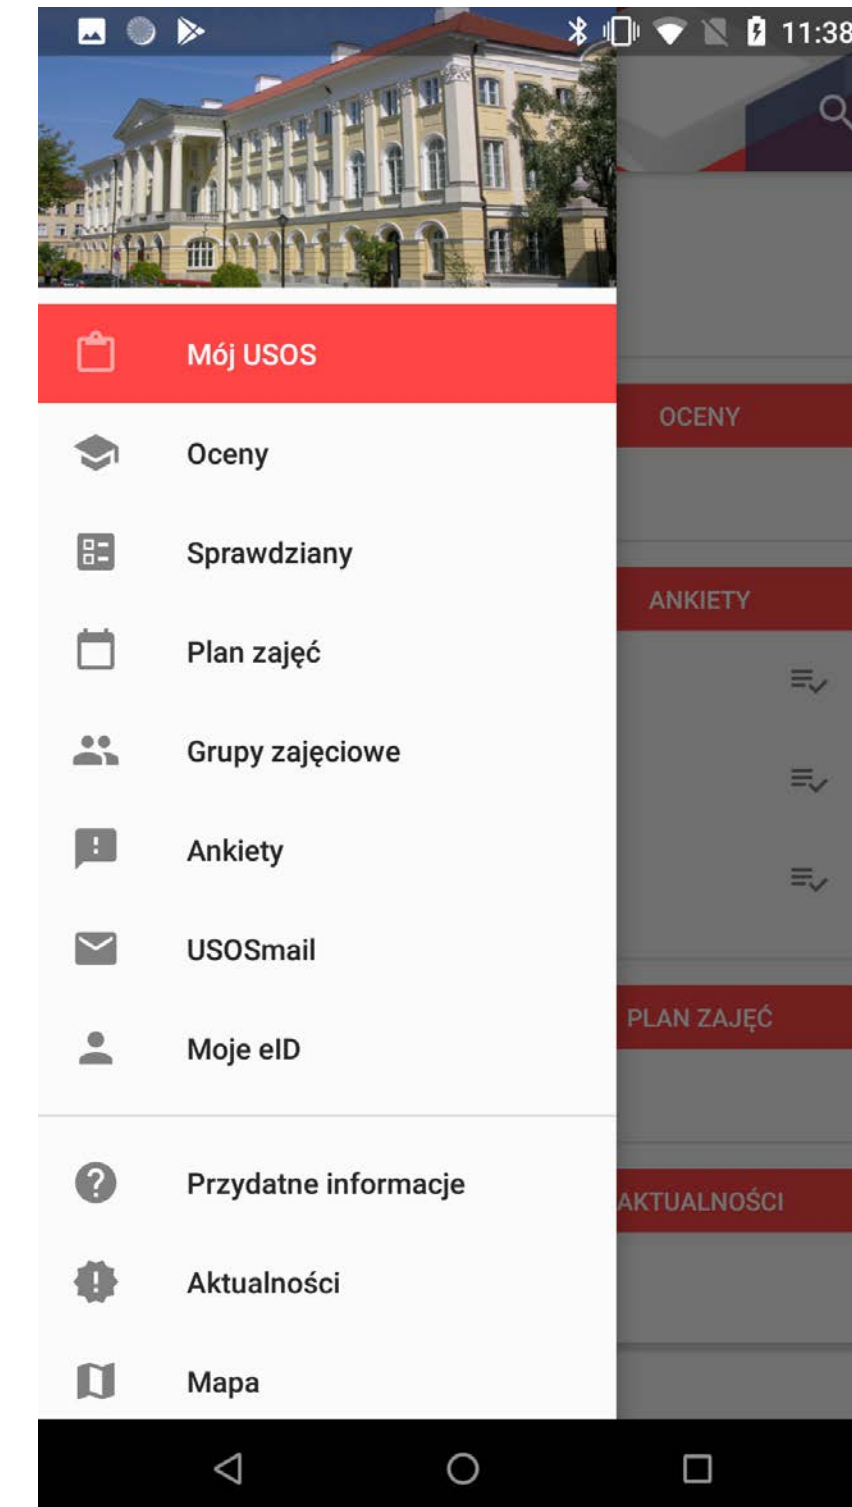 11:38
Mój USOS
Oceny
Sprawdziany
Plan zajęć
Grupy zajęciowe
Ankiety
USOSmail
Moje eID
Przydatne informacje
Aktualności
Mapa
OCENY
ANKIETY
PLAN ZAJĘĆ
AKTUALNOŚCI